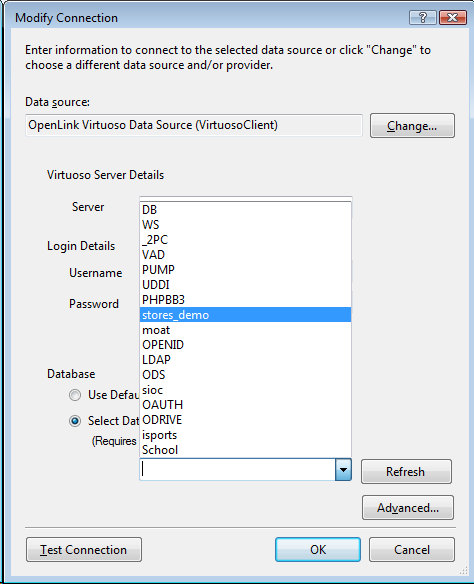 Modify Connection
Enter information to connect to the selected data source or click "Change" to
choose a different data source and/or provider.
Data source:
OpenLink Virtuoso Data Source (VirtuosoClient)
Change...
Virtuoso Server Details
Server
Login Details
Username
Password
Database
Use Defau
Select Dat
(Requires
DB
WS
_2PC
VAD
PUMP
UDDI
PHPBB3
stores_demo
moat
OPENID
LDAP
ODS
sioc
OAUTH
ODRIVE
isports
School
Refresh
Advanced...
Test Connection
OK
Cancel